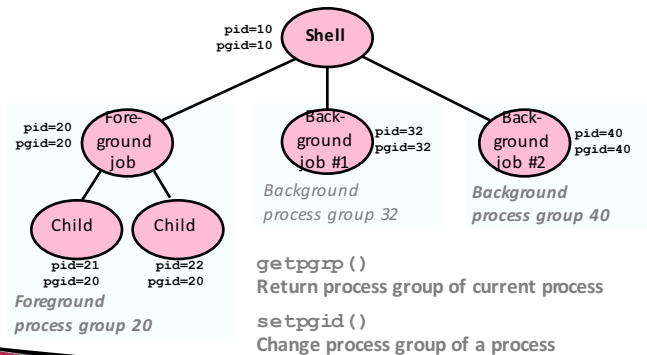 pid=10
pgid=10
Shell
pid=20
pgid=20
Fore-
ground
job
Back-
ground
job #1
pid=32
pgid=32
Back-
ground
job #2
pid=40
pgid=40
Background
process group 32
Background
process group 40
Child
Child
pid=21
pgid=20
pid=22
pgid=20
Foreground
process group 20
getpgrp()
Return process group of current process
setpgid()
Change process group of a process